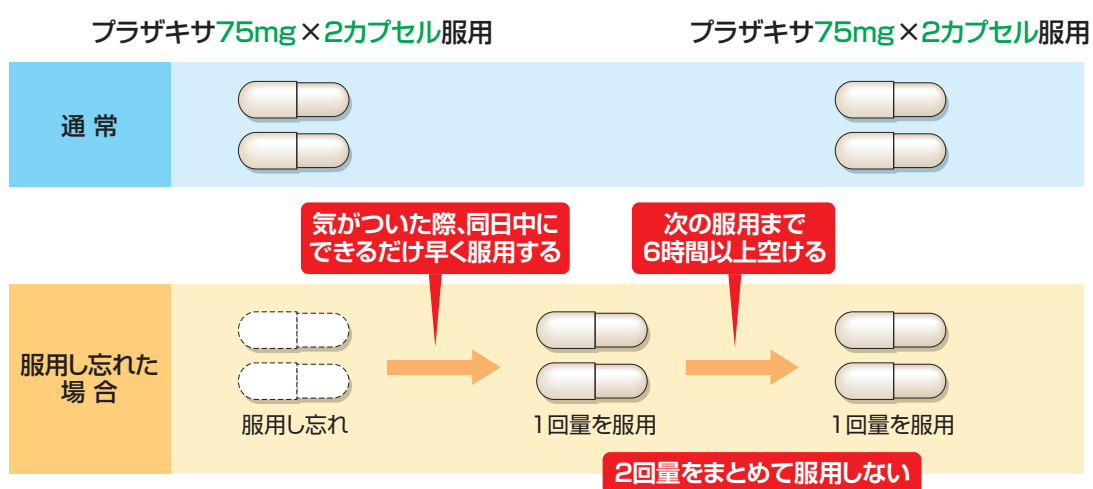 プラザキサ75mg×2カプセル服用
プラザキサ75mg×2カプセル服用
通常
気がついた際、同日中に
できるだけ早く服用する
次の服用まで
6時間以上空ける
服用し忘れた
場合
服用し忘れ
1回量を服用
1回量を服用
2回量をまとめて服用しない